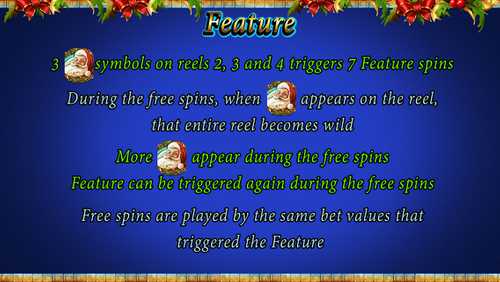 Feature
3 symbols on reels 2, 3 and 4 triggers 7 Feature spins
During the free spins, when appears on the reel,
that entire reel becomes wild
More appear during the free spins
Feature can be triggered again during the free spins
Free spins are played by the same bet values that
triggered the Feature